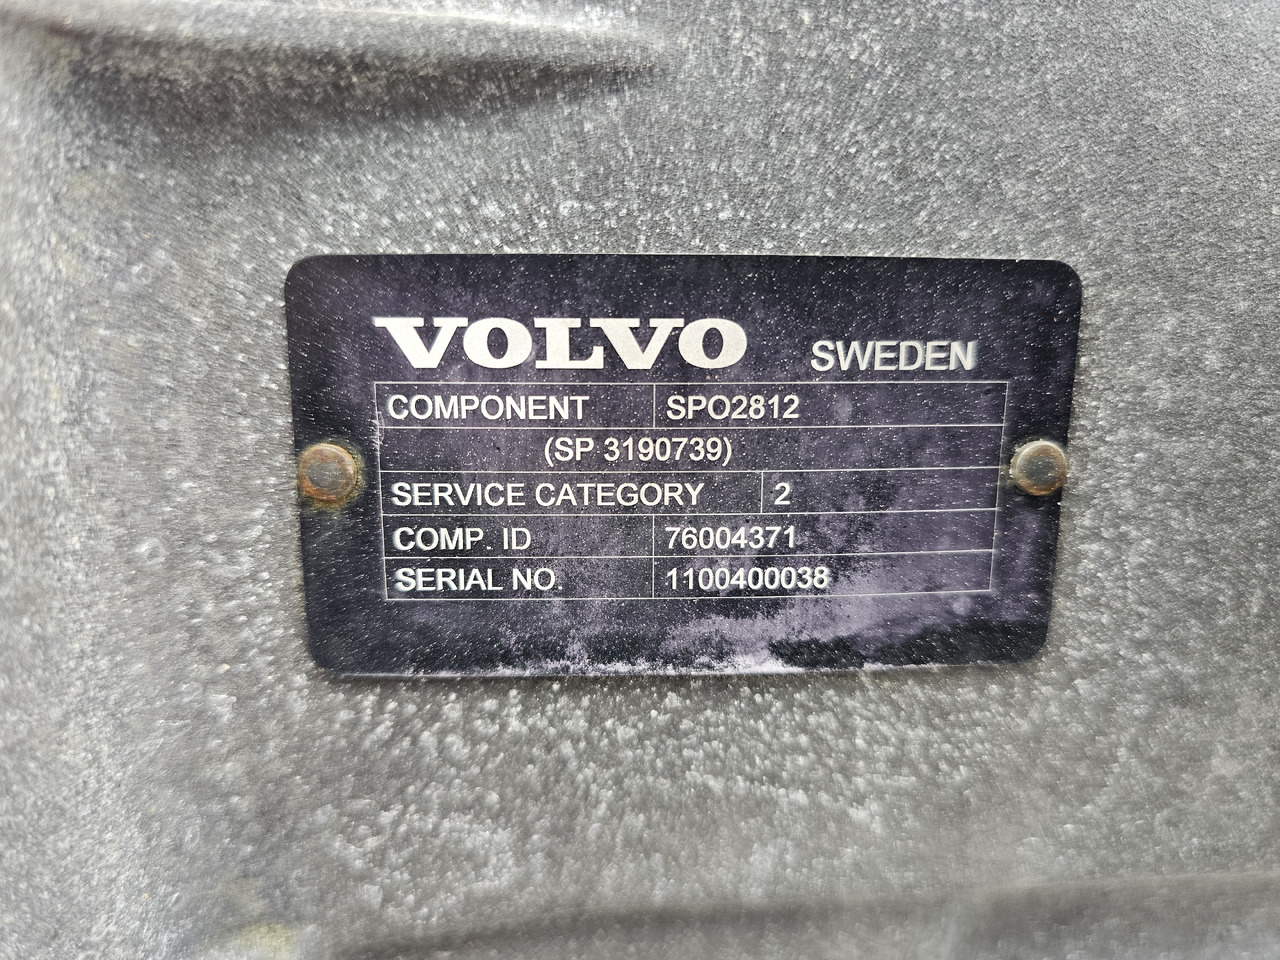 VOLVO SWEDEN
COMPONENT SPO2812
(SP 3190739)
SERVICE CATEGORY 2
COMP. ID 76004371
SERIAL NO. 1100400038